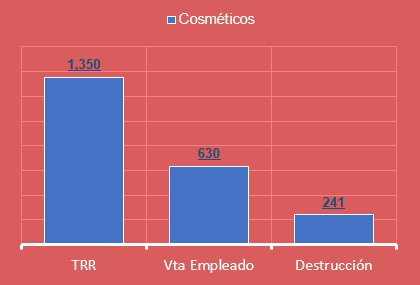 Cosméticos
1,350
630
241
TRR
Vta Empleado
Destrucción